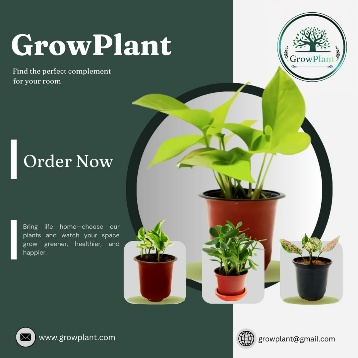 GrowPlant
Find the perfect complement
for your room
GrowPlant
Order Now
Bring life home—choose our
plants and watch your space
grow greener, healthier, and
happier.
www.growplant.com
growplant@gmail.com